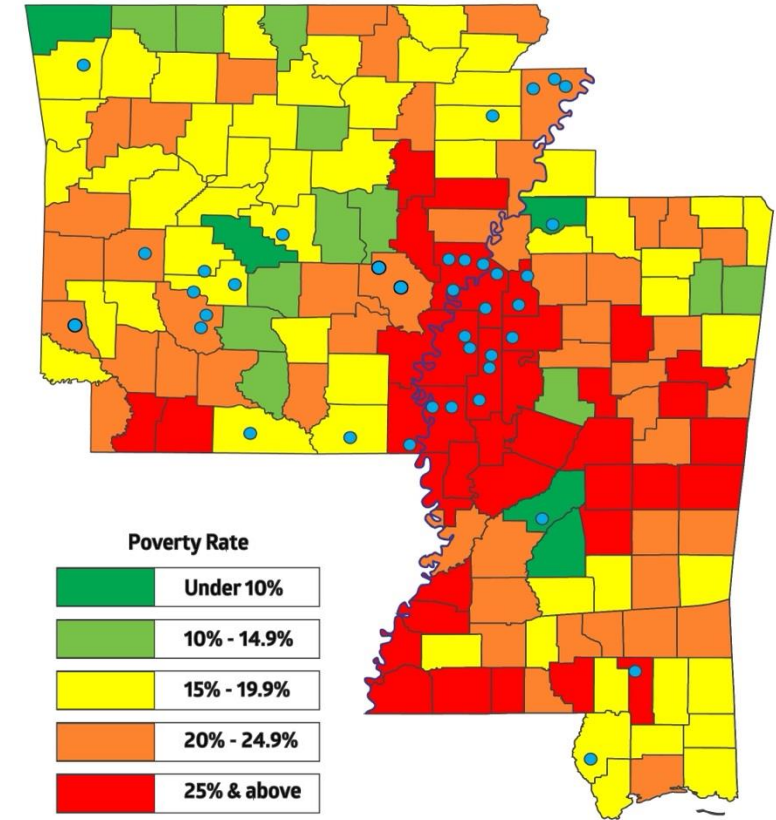 Poverty Rate
Under 10%
10% - 14.9%
15% - 19.9%
20% - 24.9%
25% & above